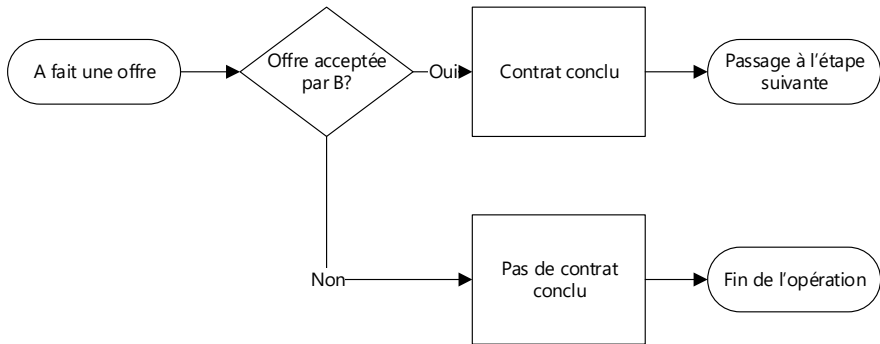 A fait une offre
Offre acceptée
par B?
Oui
Contrat conclu
Passage à l'étape
suivante
Non
Pas de contrat
conclu
Fin de l'opération